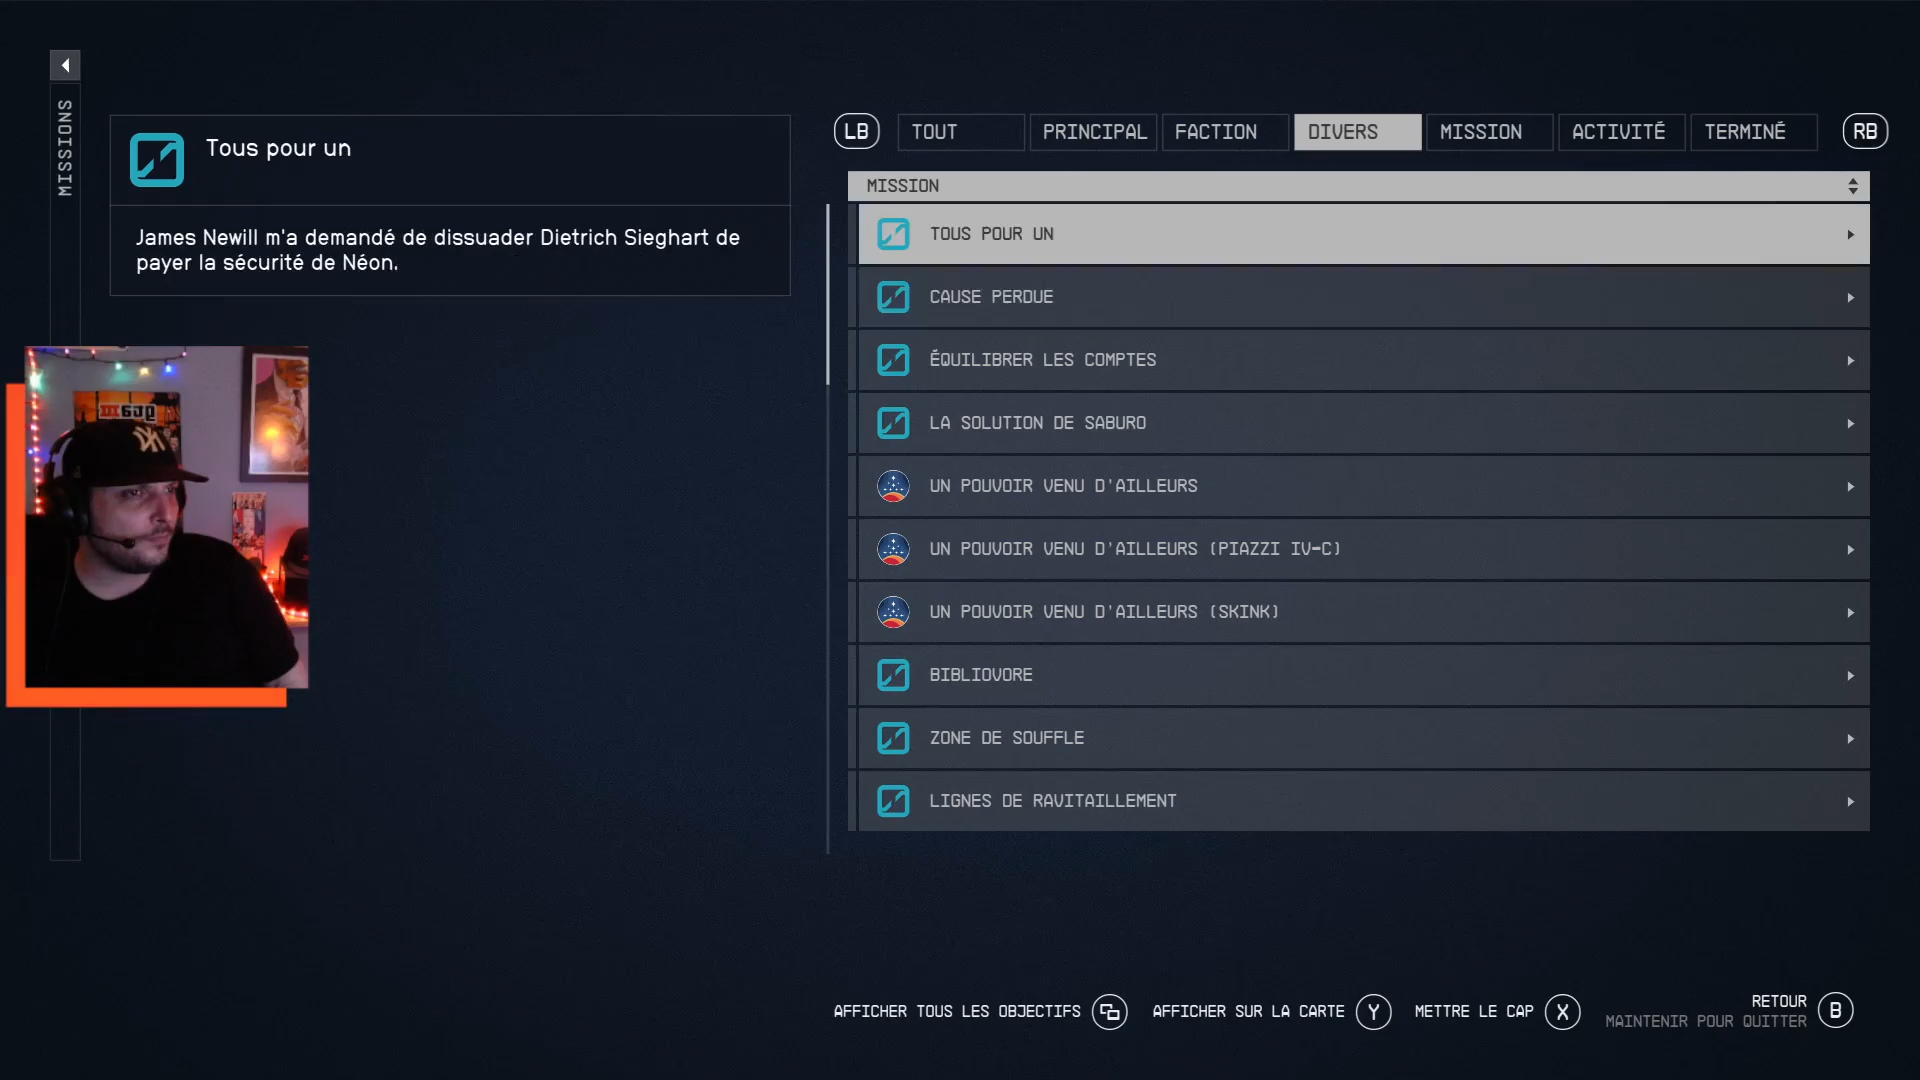 MISSIONS
Tous pour un
James Newill m'a demandé de dissuader Dietrich Sieghart de
payer la sécurité de Néon.
LB
TOUT
PRINCIPAL
FACTION
DIVERS
MISSION
ACTIVITÉ
TERMINÉ
RB
MISSION
TOUS POUR UN
CAUSE PERDUE
ÉQUILIBRER LES COMPTES
LA SOLUTION DE SABURO
UN POUVOIR VENU D'AILLEURS
UN POUVOIR VENU D'AILLEURS (PIAZZI IV-C)
UN POUVOIR VENU D'AILLEURS (SKINK)
BIBLIOVORE
ZONE DE SOUFFLE
LIGNES DE RAVITAILLEMENT
AFFICHER TOUS LES OBJECTIFS
AFFICHER SUR LA CARTE Y
METTRE LE CAP X
RETOUR B
MAINTENIR POUR QUITTER